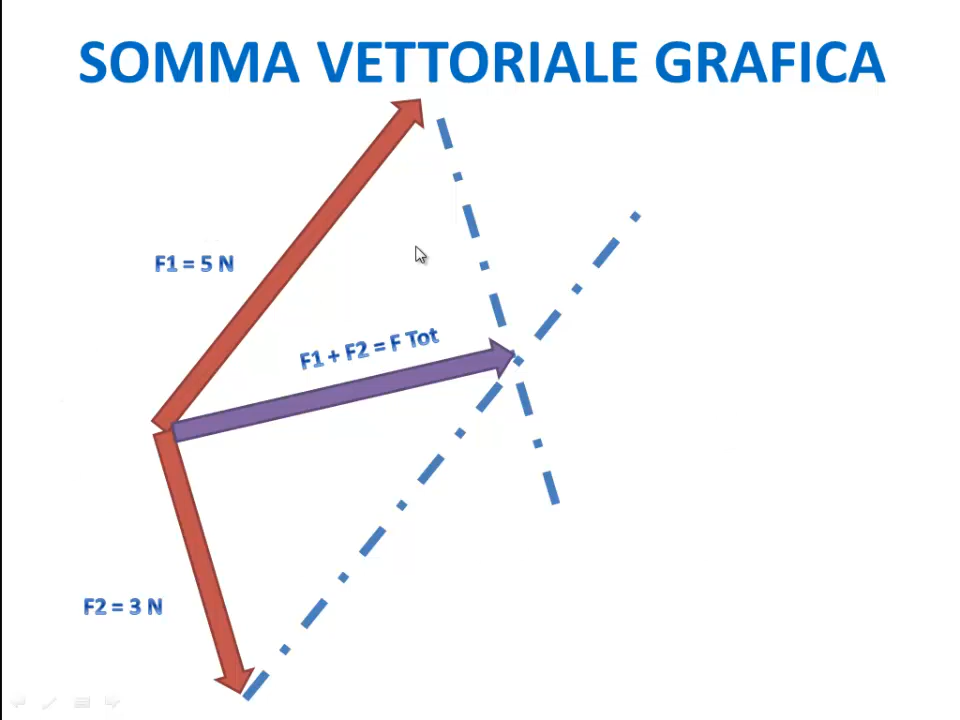 SOMMA VETTORIALE GRAFICA
F1 = 5 N
F1 + F2 = F Tot
F2 = 3 N